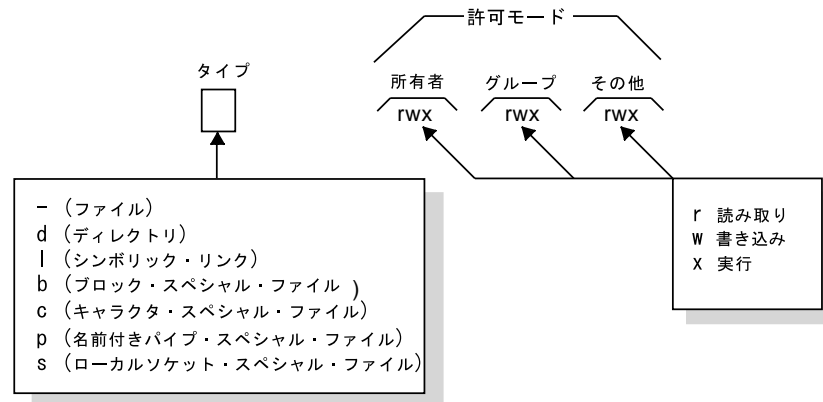 許可モード
タイプ
所有者 グループ その他
rwx rwx rwx
- (ファイル)
d (ディレクトリ)
l (シンボリック・リンク)
b (ブロック・スペシャル・ファイル )
c (キャラクタ・スペシャル・ファイル)
p (名前付きパイプ・スペシャル・ファイル)
s (ローカルソケット・スペシャル・ファイル)
r 読み取り
w 書き込み
x 実行